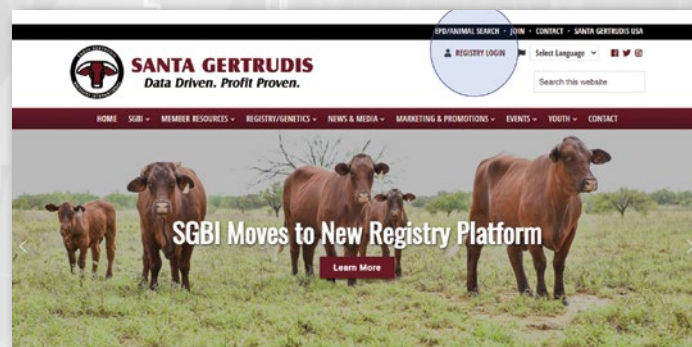 EPD/ANIMAL SEARCH • JOIN • CONTACT • SANTA GERTRUDIS USA
REGISTRY LOGIN Select Language
SANTA GERTRUDIS
Data Driven. Profit Proven.
Search this website
HOME SGBI MEMBER RESOURCES REGISTRY/GENETICS NEWS & MEDIA MARKETING & PROMOTIONS EVENTS YOUTH CONTACT
SGBI Moves to New Registry Platform
Learn More